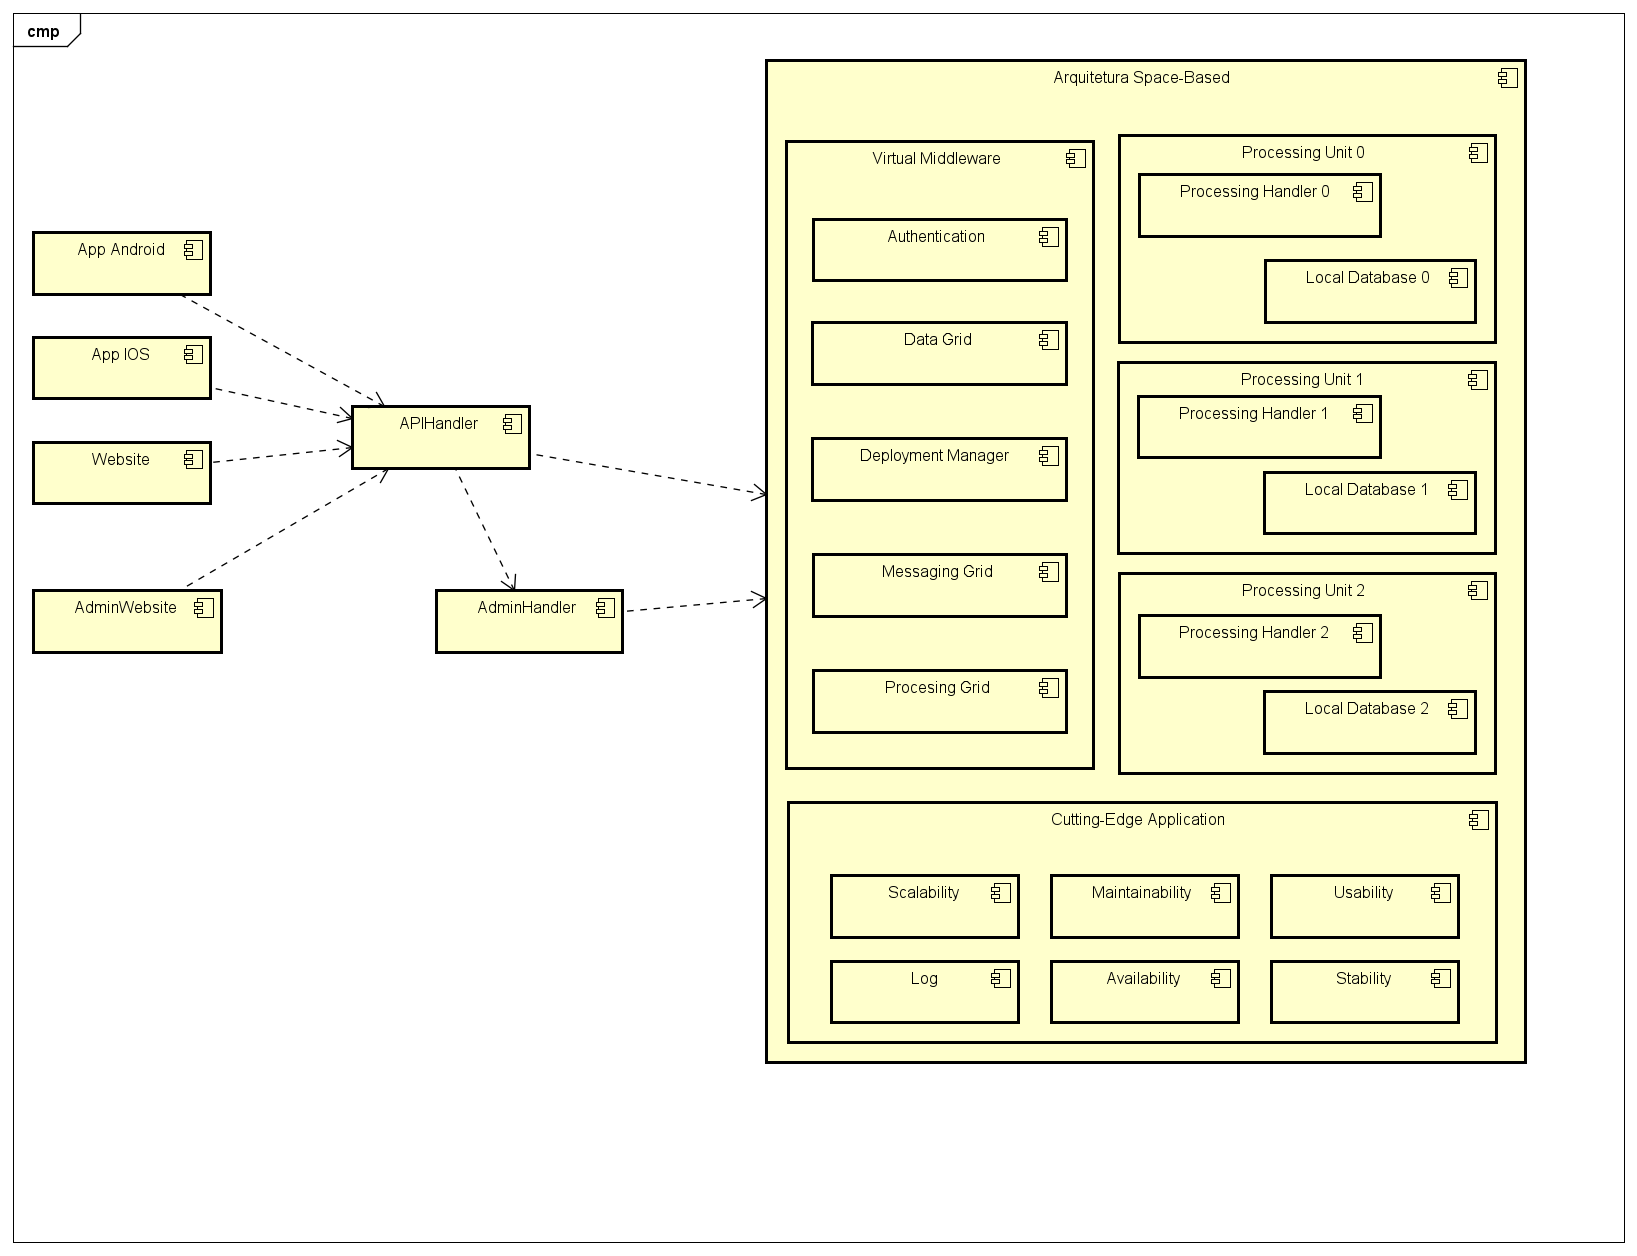 cmp
Arquitetura Space-Based
Virtual Middleware
Authentication
Data Grid
Deployment Manager
Messaging Grid
Procesing Grid
Processing Unit 0
Processing Handler 0
Local Database 0
Processing Unit 1
Processing Handler 1
Local Database 1
Processing Unit 2
Processing Handler 2
Local Database 2
Cutting-Edge Application
Scalability
Maintainability
Usability
Log
Availability
Stability
App Android
App IOS
Website
AdminWebsite
APIHandler
AdminHandler